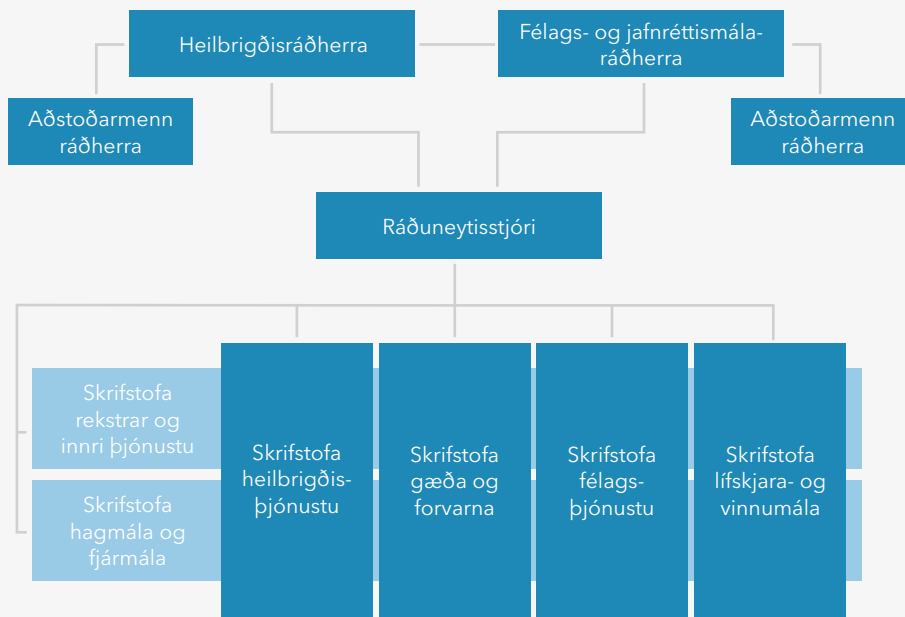 Heilbrigðisráðherra
Félags- og jafnréttismála-
ráðherra
Aðstoðarmenn
ráðherra
Aðstoðarmenn
ráðherra
Ráðuneytisstjóri
Skrifstofa
rekstrar og
innri þjónustu
Skrifstofa
hagmála og
fjármála
Skrifstofa
heilbrigðis-
þjónustu
Skrifstofa
gæða og
forvarna
Skrifstofa
félags-
þjónustu
Skrifstofa
lífskjara- og
vinnumála